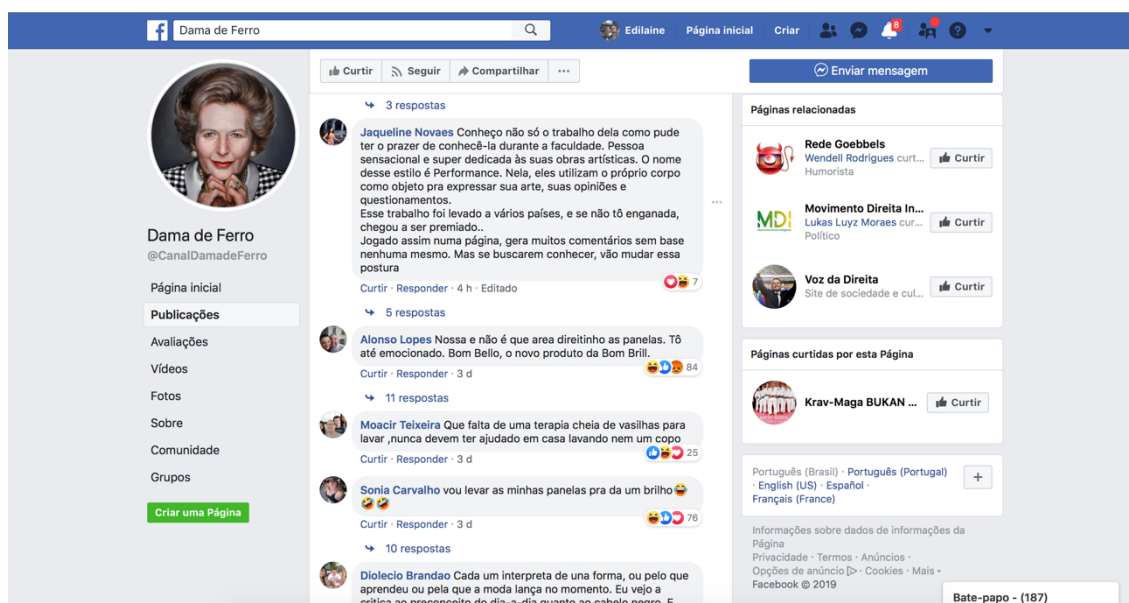 Dama de Ferro
Edilaine
Página inicial
Criar
8
Curtir
Seguir
Compartilhar
Enviar mensagem
Dama de Ferro
@CanalDamadeFerro
Página inicial
Publicações
Avaliações
Vídeos
Fotos
Sobre
Comunidade
Grupos
Criar uma Página
3 respostas
Jaqueline Novaes Conheço não só o trabalho dela como pude
ter o prazer de conhecê-la durante a faculdade. Pessoa
sensacional e super dedicada às suas obras artísticas. O nome
desse estilo é Performance. Nela, eles utilizam o próprio corpo
como objeto pra expressar sua arte, suas opiniões e
questionamentos.
Esse trabalho foi levado a vários países, e se não tô enganada,
chegou a ser premiado..
Jogado assim numa página, gera muitos comentários sem base
nenhuma mesmo. Mas se buscarem conhecer, vão mudar essa
postura
7
Curtir · Responder · 4 h · Editado
5 respostas
Alonso Lopes Nossa e não é que area direitinho as panelas. Tô
até emocionado. Bom Bello, o novo produto da Bom Brill.
84
Curtir · Responder · 3 d
11 respostas
Moacir Teixeira Que falta de uma terapia cheia de vasilhas para
lavar ,nunca devem ter ajudado em casa lavando nem um copo
25
Curtir · Responder · 3 d
Sonia Carvalho vou levar as minhas panelas pra da um brilho😂
🤣🤣
76
Curtir · Responder · 3 d
10 respostas
Diolecio Brandao Cada um interpreta de una forma, ou pelo que
aprendeu ou pela que a moda lança no momento. Eu vejo a
critica ao preconceito do dia-a-dia quanto ao cabelo negro. E
Páginas relacionadas
Rede Goebbels
Wendell Rodrigues curt...
Humorista
Curtir
Movimento Direita In...
Lukas Luyz Moraes cur...
Político
Curtir
MD
Voz da Direita
Site de sociedade e cul...
Curtir
Páginas curtidas por esta Página
Krav-Maga BUKAN ...
Curtir
Português (Brasil) · Português (Portugal)
· English (US) · Español ·
Français (France)
Informações sobre dados de informações da
Página
Privacidade · Termos · Anúncios ·
Opções de anúncio · Cookies · Mais
Facebook © 2019
Bate-papo - (187)